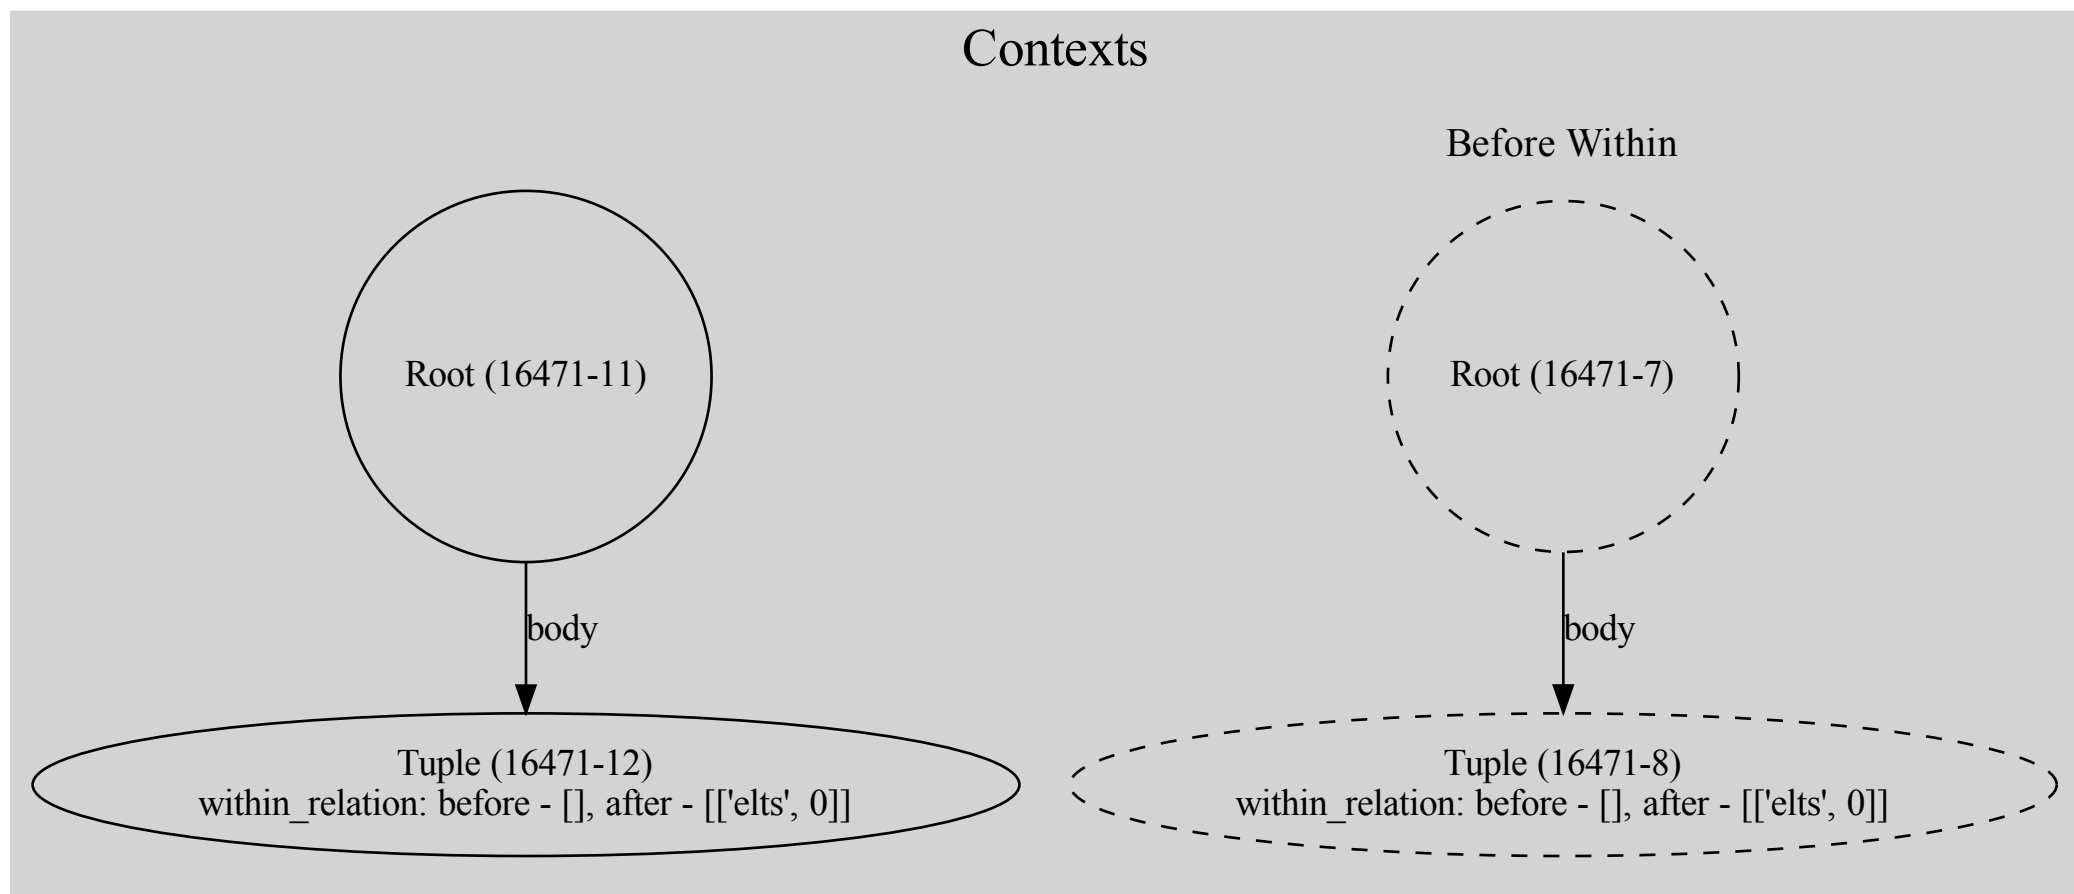 Contexts
Before Within
Root (16471-11)
Root (16471-7)
body
body
Tuple (16471-12)
within_relation: before - [], after - [['elts', 0]]
Tuple (16471-8)
within_relation: before - [], after - [['elts', 0]]